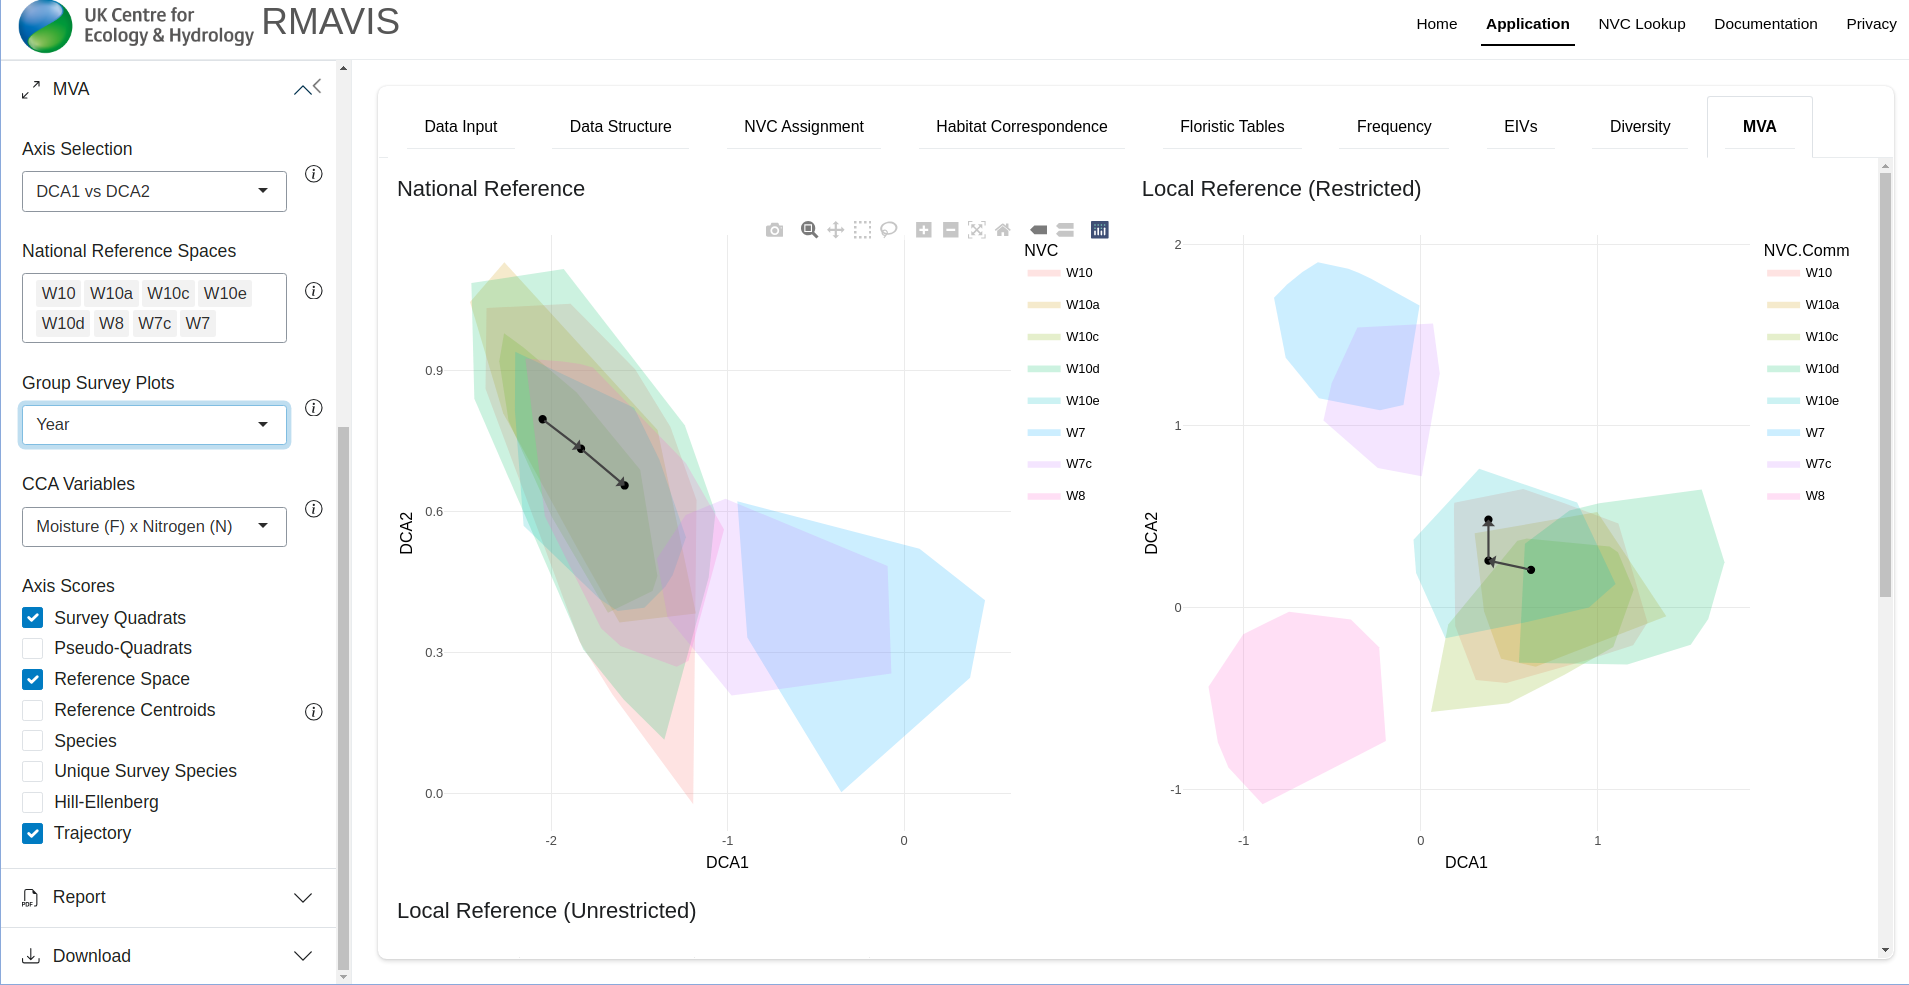 UK Centre for
Ecology & Hydrology
RMAVIS
Home Application NVC Lookup Documentation Privacy
MVA
Axis Selection
DCA1 vs DCA2
National Reference Spaces
W10 W10a W10c W10e
W10d W8 W7c W7
Group Survey Plots
Year
CCA Variables
Moisture (F) x Nitrogen (N)
Axis Scores
Survey Quadrats
Pseudo-Quadrats
Reference Space
Reference Centroids
Species
Unique Survey Species
Hill-Ellenberg
Trajectory
Report
Download
Data Input Data Structure NVC Assignment Habitat Correspondence Floristic Tables Frequency EIVs Diversity MVA
National Reference
NVC
W10
W10a
W10c
W10d
W10e
W7
W7c
W8
DCA2
0.9
0.6
0.3
0.0
-2 -1 0
DCA1
Local Reference (Restricted)
NVC.Comm
W10
W10a
W10c
W10d
W10e
W7
W7c
W8
DCA2
2
1
0
-1
-1 0 1
DCA1
Local Reference (Unrestricted)